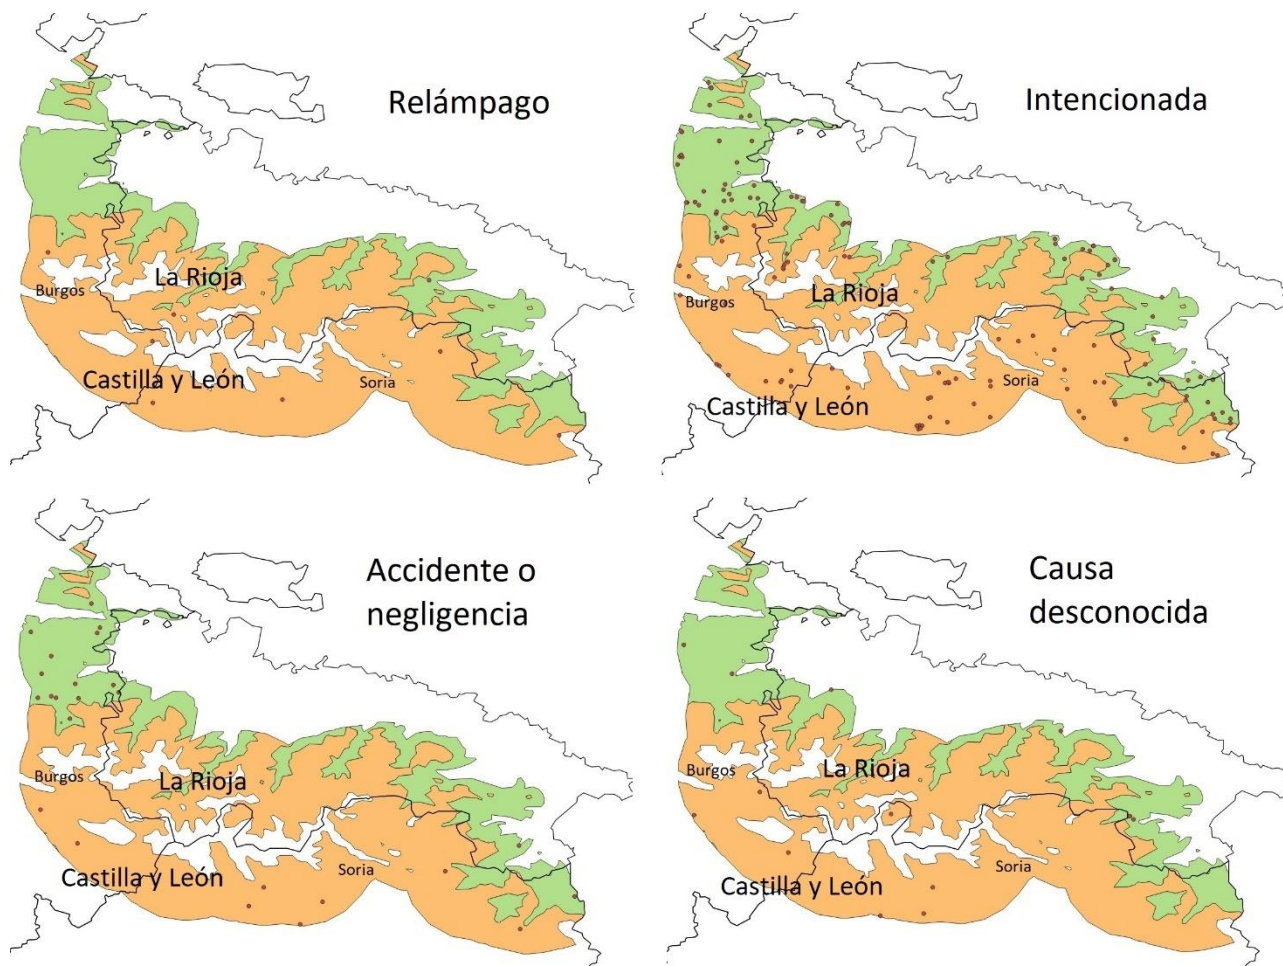 Relámpago
La Rioja
Burgos
Castilla y León
Soria
Intencionada
La Rioja
Burgos
Soria
Castilla y León
Accidente o
negligencia
La Rioja
Burgos
Castilla y León
Soria
Causa
desconocida
La Rioja
Burgos
Castilla y León
Soria